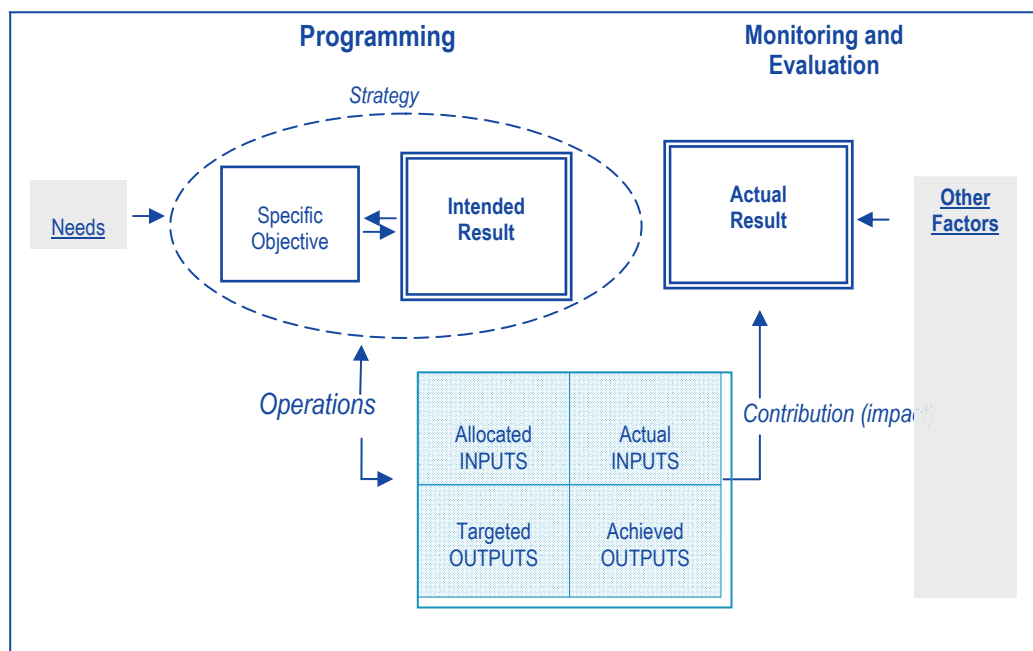 Programming
Monitoring and
Evaluation
Strategy
Needs
Specific
Objective
Intended
Result
Actual
Result
Other
Factors
Operations
Allocated
INPUTS
Actual
INPUTS
Contribution (impact)
Targeted
OUTPUTS
Achieved
OUTPUTS